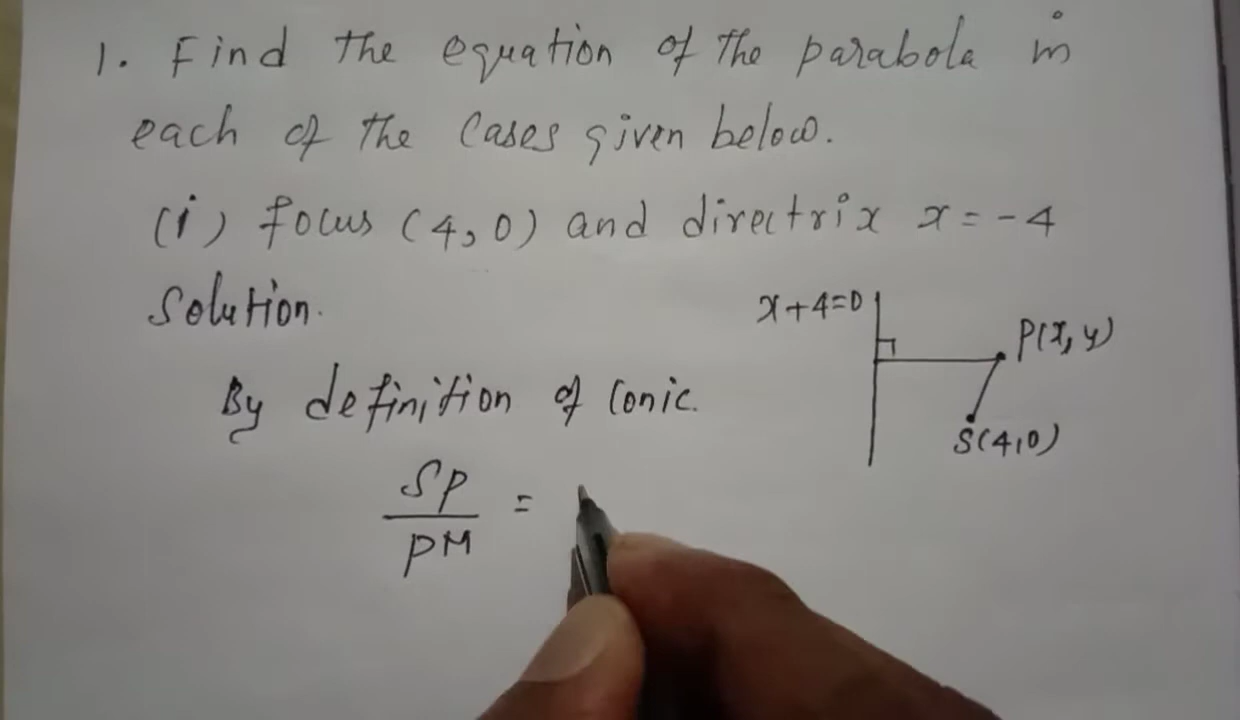 1. Find the equation of the parabola in
each of the cases given below.
(i) focus (4,0) and directrix x = -4
Solution.
x+4=0
P(x, y)
By definition of conic.
S(4,0)
SP
PM
=